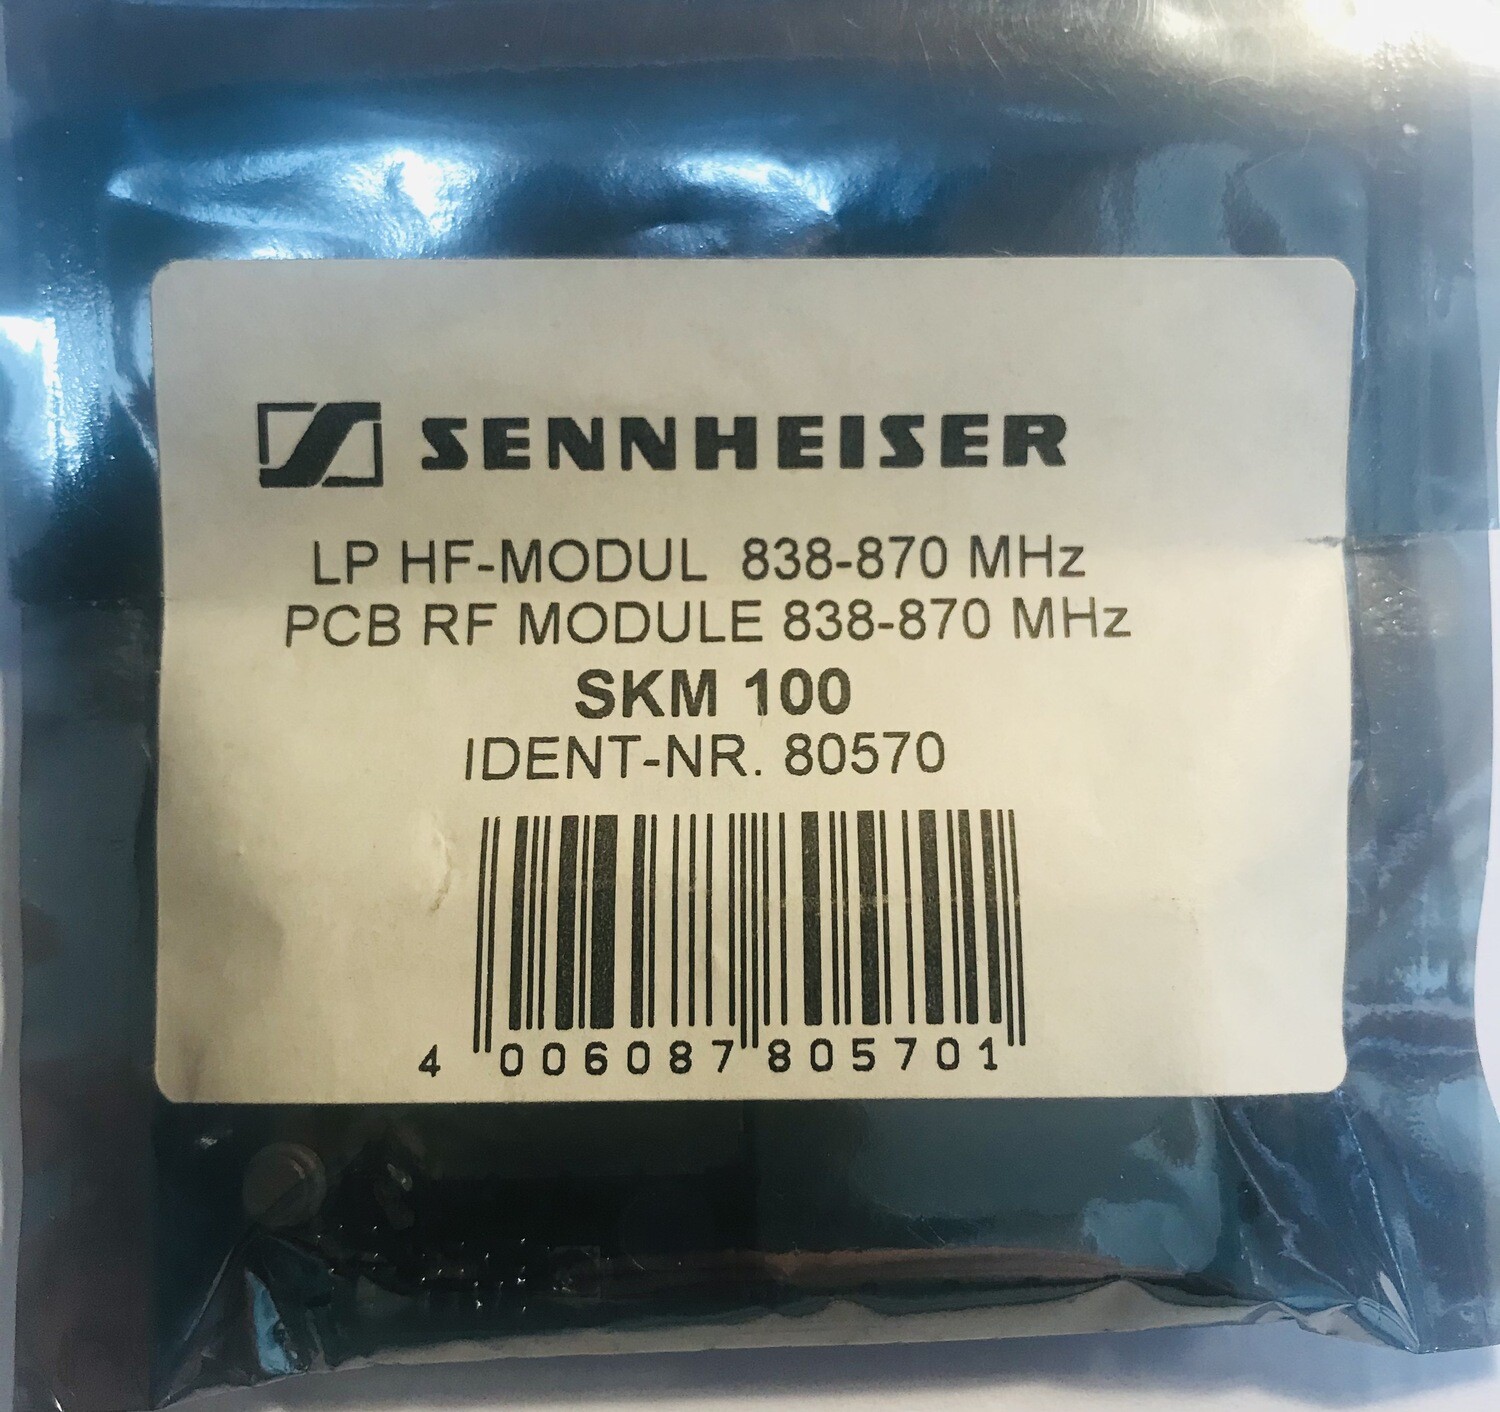 SENNHEISER
LP HF-MODUL 838-870 MHz
PCB RF MODULE 838-870 MHz
SKM 100
IDENT-NR. 80570
4 006087 805701